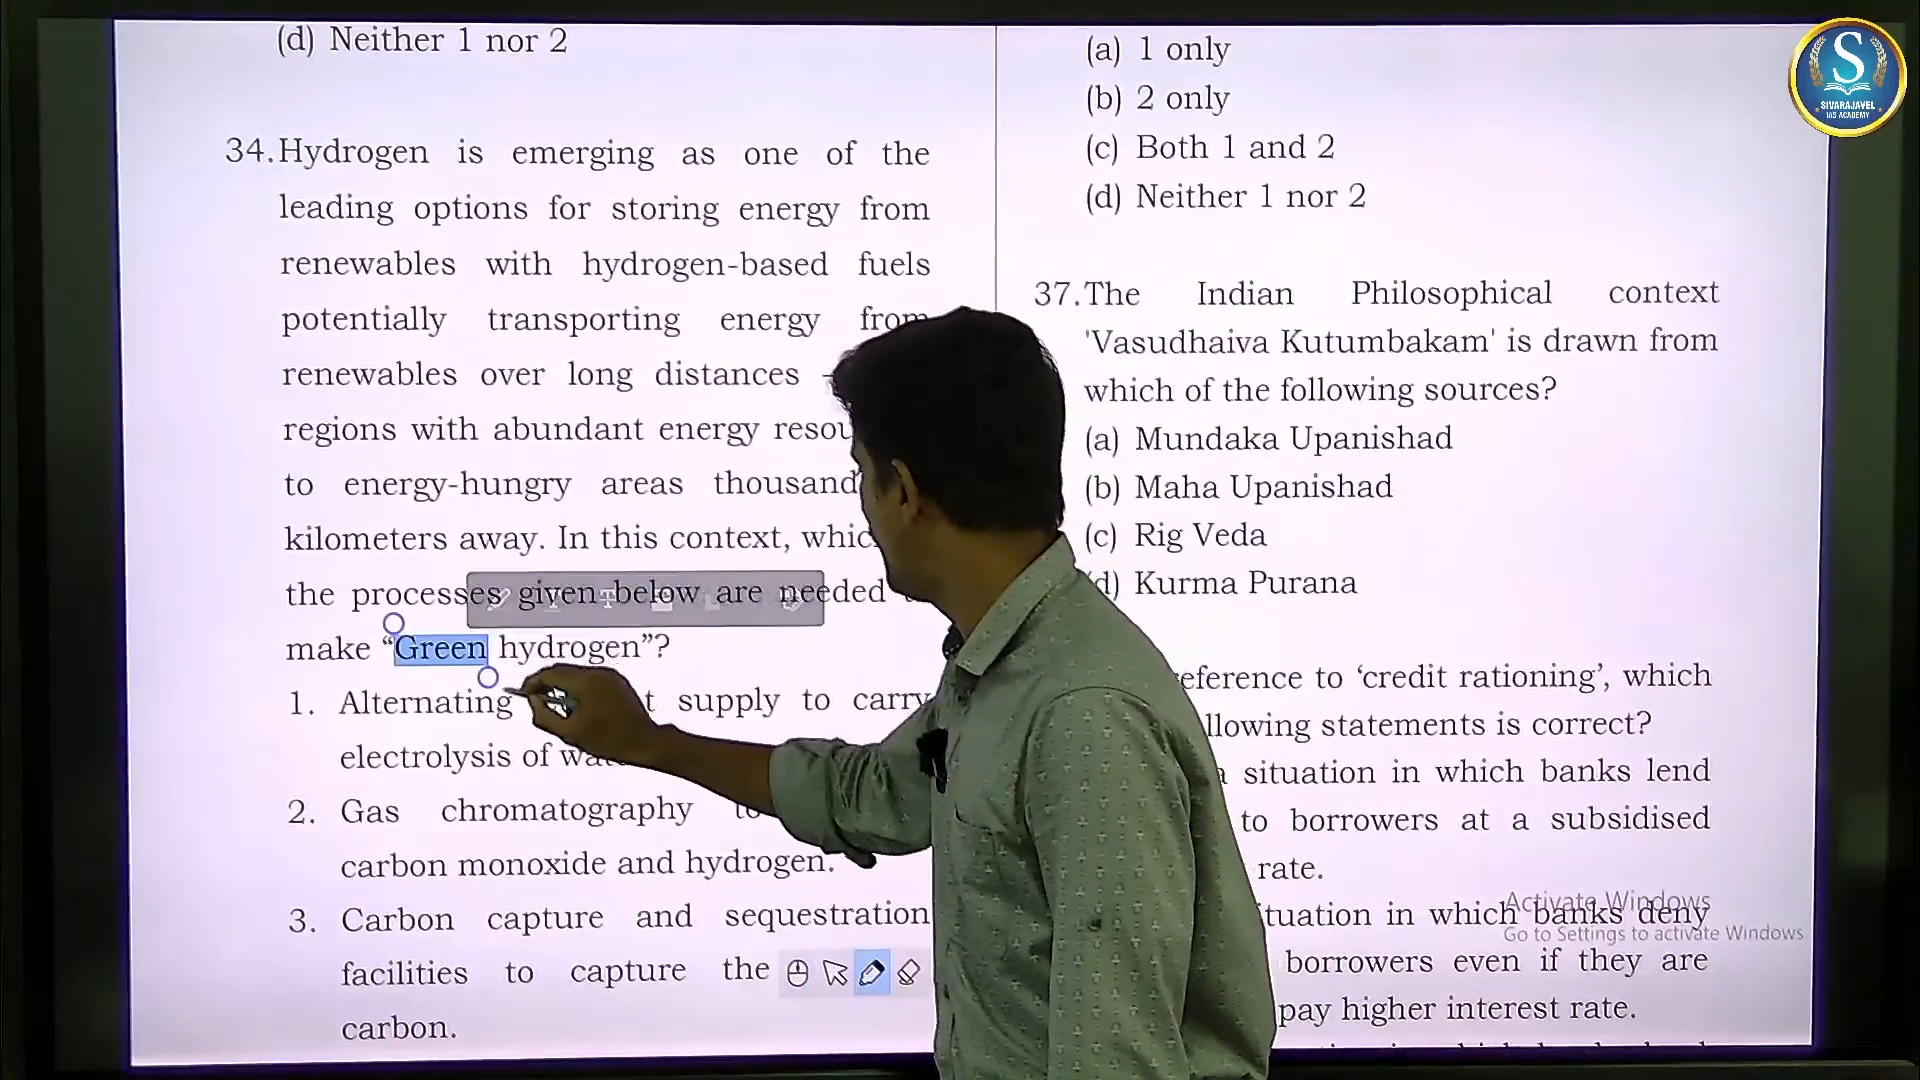 (d) Neither 1 nor 2
34. Hydrogen is emerging as one of the
leading options for storing energy from
renewables with hydrogen-based fuels
potentially transporting energy from
renewables over long distances –
regions with abundant energy
to energy-hungry areas
kilometers away. In this context,
the processes given below are needed
make “Green hydrogen”?
1. Alternating supply to carry
electrolysis of
2. Gas chromatography
carbon monoxide and hydrogen.
3. Carbon capture and sequestration
facilities to capture the
carbon.
(a) 1 only
(b) 2 only
(c) Both 1 and 2
(d) Neither 1 nor 2
37. The Indian Philosophical context
'Vasudhaiva Kutumbakam' is drawn from
which of the following sources?
(a) Mundaka Upanishad
(b) Maha Upanishad
(c) Rig Veda
(d) Kurma Purana
to ‘credit rationing’, which
statements is correct?
situation in which banks lend
to borrowers at a subsidised
rate.
in which banks deny
borrowers even if they are
pay higher interest rate.
Activate Windows
Go to Settings to activate Windows
S
SIVARAJAVEL
IAS ACADEMY